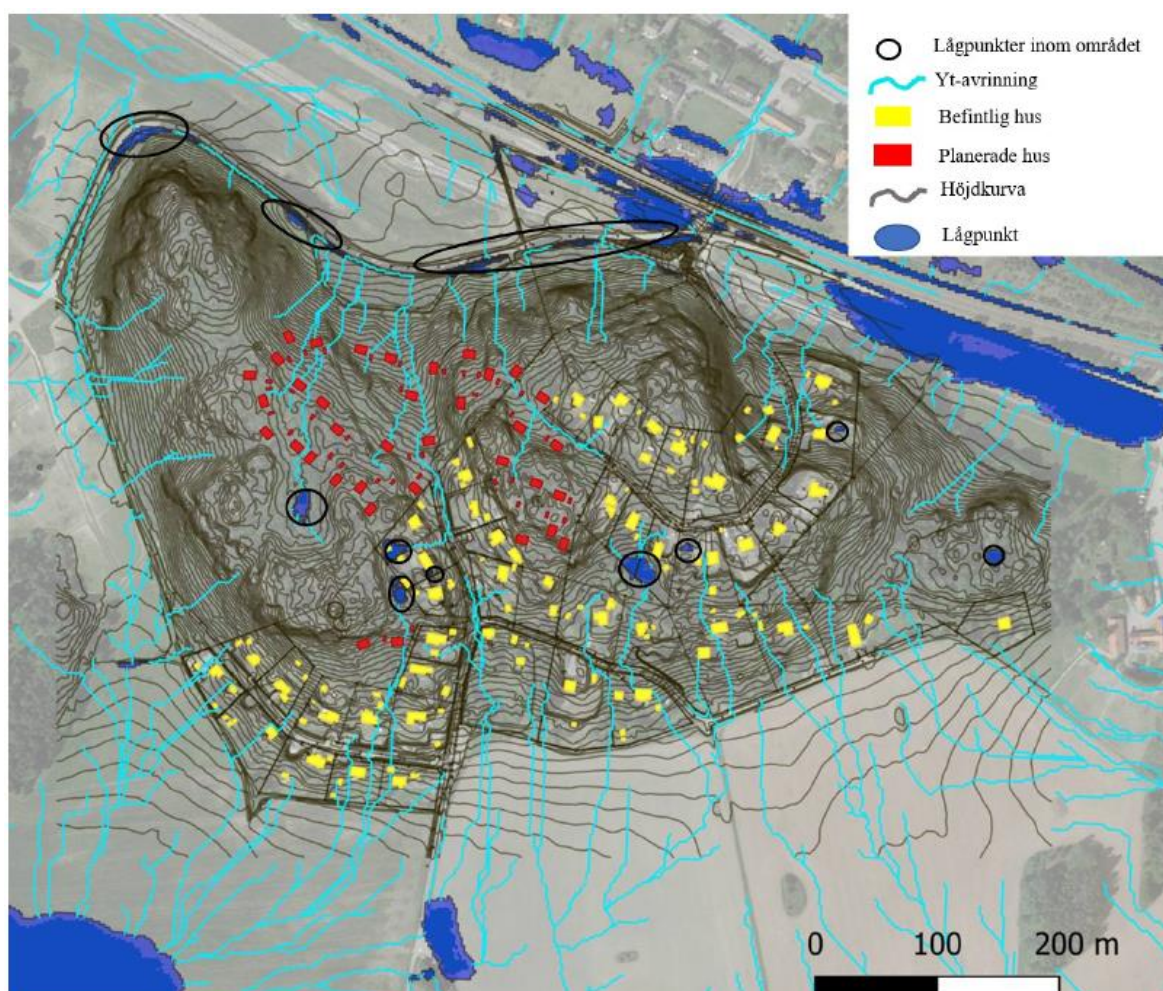 Lågpunkter inom området
Yt-avrinning
Befintlig hus
Planerade hus
Höjdkurva
Lågpunkt
0 100 200 m